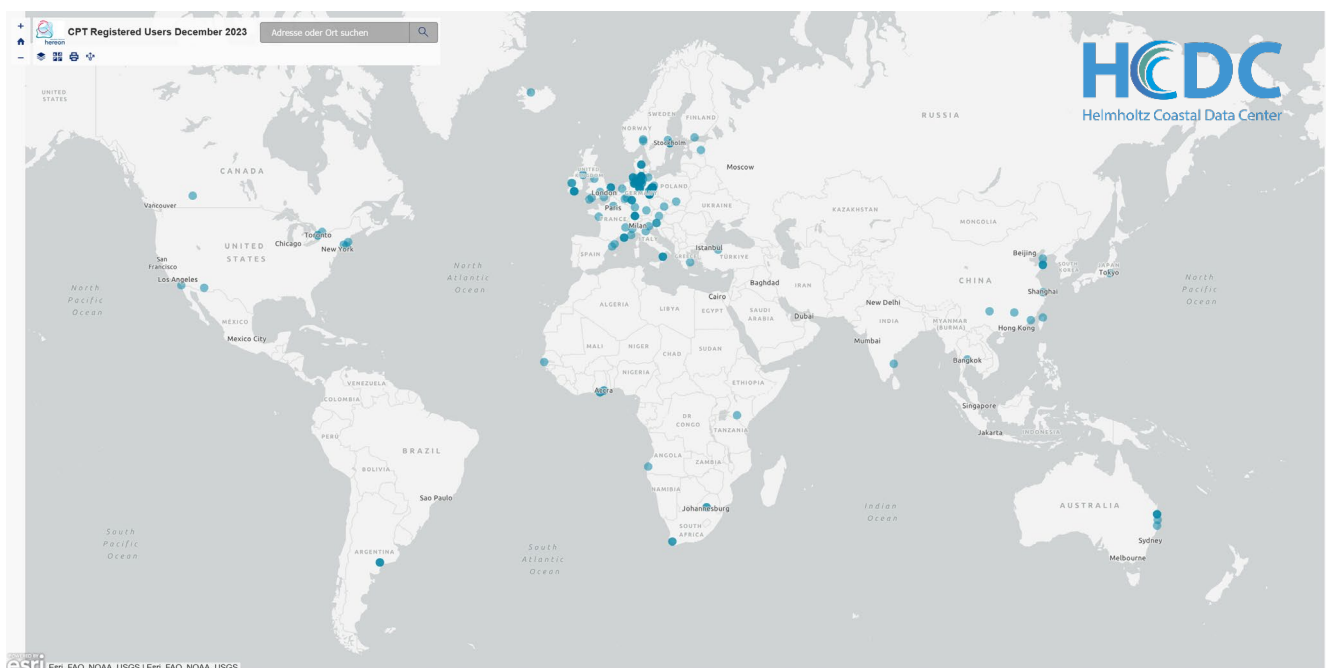 +
CPT Registered Users December 2023
Adresse oder Ort suchen
hereon
HCDC
Helmholtz Coastal Data Center
UNITED
STATES
CANADA
Vancouver
UNITED
STATES
Chicago
Toronto
New York
San
Francisco
Los Angeles
MÉXICO
Mexico City
North
Pacific
Ocean
North
Atlantic
Ocean
VENEZUELA
COLOMBIA
PERÚ
BRAZIL
BOLIVIA
Sao Paulo
ARGENTINA
South
Pacific
Ocean
South
Atlantic
Ocean
SWEDEN
FINLAND
NORWAY
Stockholm
RUSSIA
Moscow
UNITED
London
POLAND
Paris
UKRAINE
FRANCE
Milan
ITALY
SPAIN
Istanbul
TÜRKIYE
KAZAKHSTAN
MONGOLIA
Beijing
SOUTH
KOREA
JAPAN
Tokyo
CHINA
Shanghai
Baghdad
IRAN
Cairo
ALGERIA
LIBYA
EGYPT
SAUDI
ARABIA
Dubai
New Delhi
INDIA
Mumbai
MYANMAR
(BURMA)
Hong Kong
Bangkok
MALI
NIGER
CHAD
SUDAN
NIGERIA
ETHIOPIA
Accra
DR
CONGO
TANZANIA
ANGOLA
ZAMBIA
NAMIBIA
Johannesburg
SOUTH
AFRICA
Singapore
Jakarta
INDONESIA
Indian
Ocean
North
Pacific
Ocean
AUSTRALIA
Sydney
Melbourne
esri
Esri, FAO, NOAA, USGS | Esri, FAO, NOAA, USGS